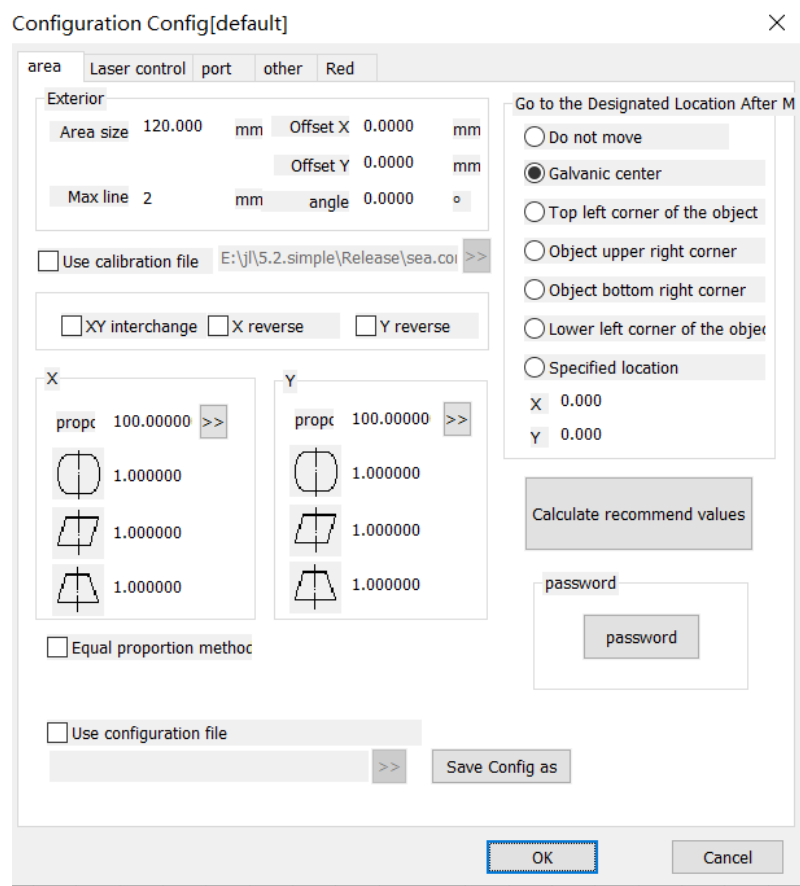 Configuration Config[default]
area Laser control port other Red
Exterior
Area size 120.000 mm Offset X 0.0000 mm
Offset Y 0.0000 mm
Max line 2 mm angle 0.0000 °
Use calibration file E:\jl\5.2.simple\Release\sea.co >>
XY interchange X reverse Y reverse
X
propc 100.00000 >>
1.000000
1.000000
1.000000
Y
propc 100.00000 >>
1.000000
1.000000
1.000000
Equal proportion method
Use configuration file
>> Save Config as
Go to the Designated Location After M
Do not move
Galvanic center
Top left corner of the object
Object upper right corner
Object bottom right corner
Lower left corner of the objec
Specified location
X 0.000
Y 0.000
Calculate recommend values
password
password
OK Cancel